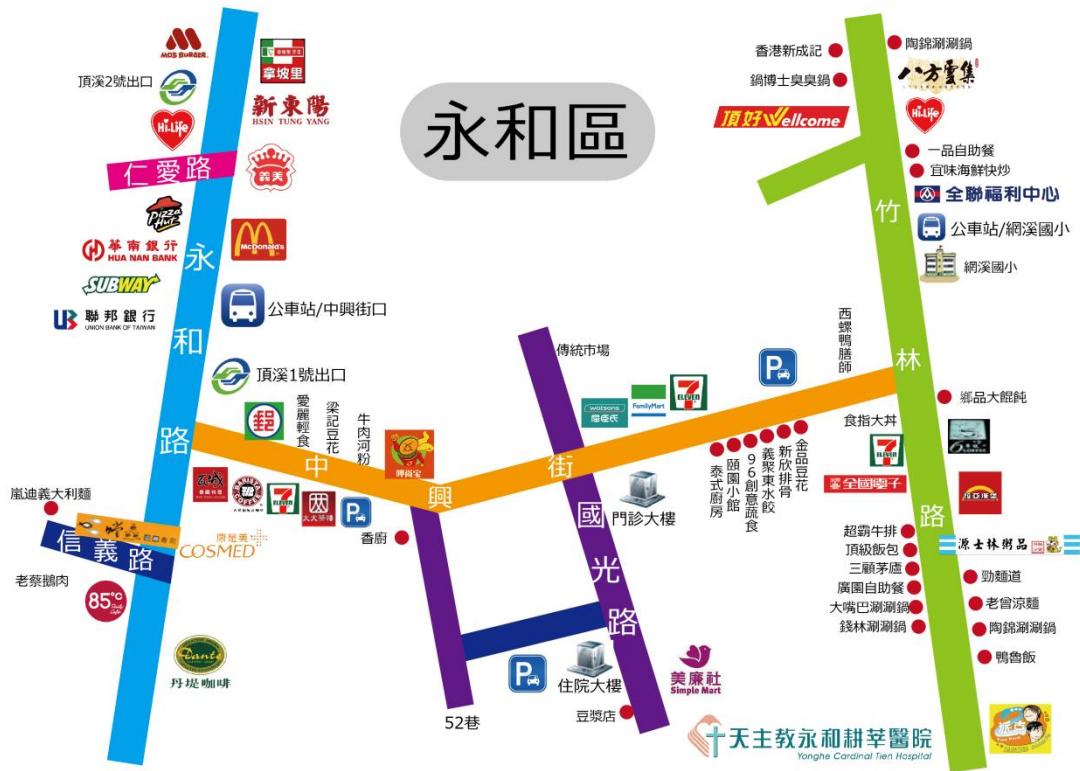 永和區
MOS BURGER.
拿坡里
頂溪2號出口
新東陽
HSIN TUNG YANG
Hi-Life
義美
仁愛路
Pizza Hut
華南銀行
HUA NAN BANK
McDonald's
SUBWAY
聯邦銀行
UNION BANK OF TAIWAN
公車站/中興街口
永和路
頂溪1號出口
郵
愛麗輕食
梁記豆花
牛肉河粉
瓦城
BARISTA COFFEE
7
ELEVEN
P
香廚
康是美
COSMED
嵐迪義大利麵
信義路
老蔡鵝肉
85°C
Daily Cafe
Dante
丹堤咖啡
中興街
52巷
傳統市場
watsons
屈臣氏
FamilyMart
7
ELEVEN
P
西螺鴨膳師
泰式廚房
頤園小館
96創意蔬食
義聚東水餃
新欣排骨
金品豆花
門診大樓
國光路
P
住院大樓
美廉社
Simple Mart
豆漿店
香港新成記
鍋博士臭臭鍋
頂好Wellcome
陶錦涮涮鍋
八方雲集
Hi-Life
一品自助餐
宜味海鮮快炒
全聯福利中心
公車站/網溪國小
網溪國小
竹林路
鄉品大餛飩
食指大丼
7
ELEVEN
全國電子
超霸牛排
頂級飯包
三顧茅廬
廣園自助餐
大嘴巴涮涮鍋
錢林涮涮鍋
源士林粥品
勁麵道
老曾涼麵
陶錦涮涮鍋
鴨魯飯
天主教永和耕莘醫院
Yonghe Cardinal Tien Hospital